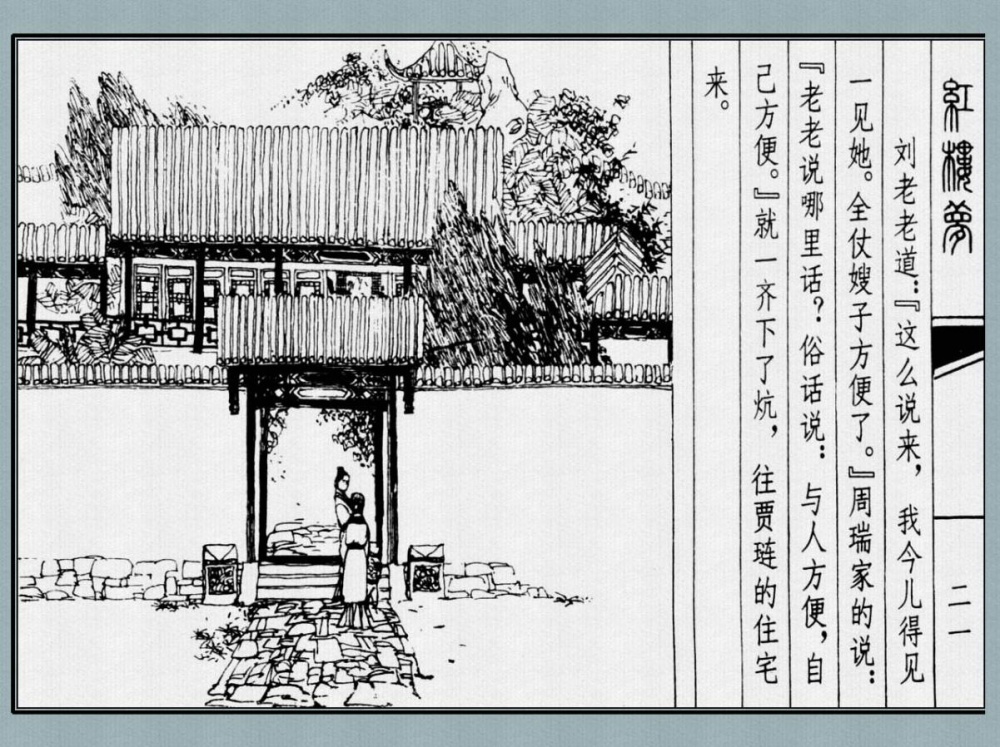 紅樓夢
二一
刘老老道：『这么说来，我今儿得见
一见她。全仗嫂子方便了。』周瑞家的说：
『老老说哪里话？俗话说：与人方便，自
己方便。』就一齐下了炕，往贾琏的住宅
来。